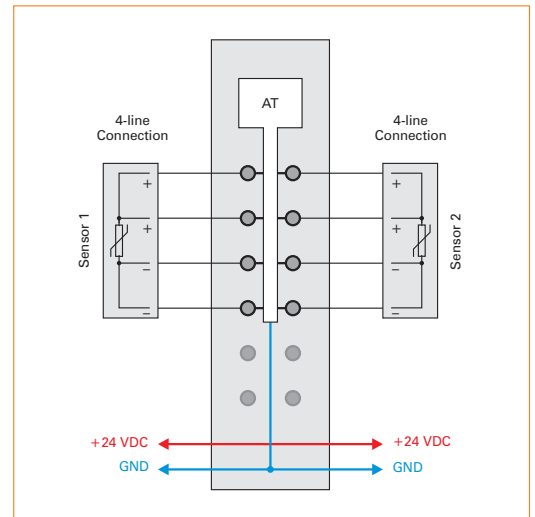 AT
4-line
Connection
4-line
Connection
Sensor 1
+
+
−
−
+
+
−
−
Sensor 2
+24 VDC
+24 VDC
GND
GND